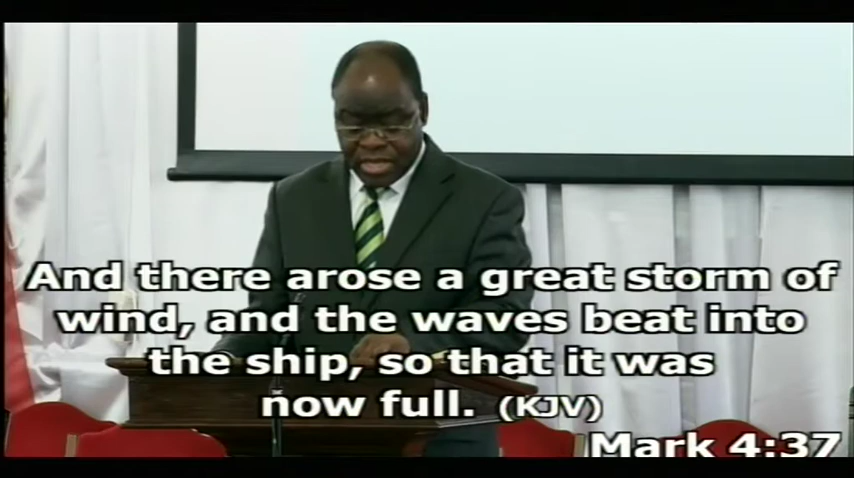 And there arose a great storm of
wind, and the waves beat into
the ship, so that it was
now full. (KJV)
Mark 4:37